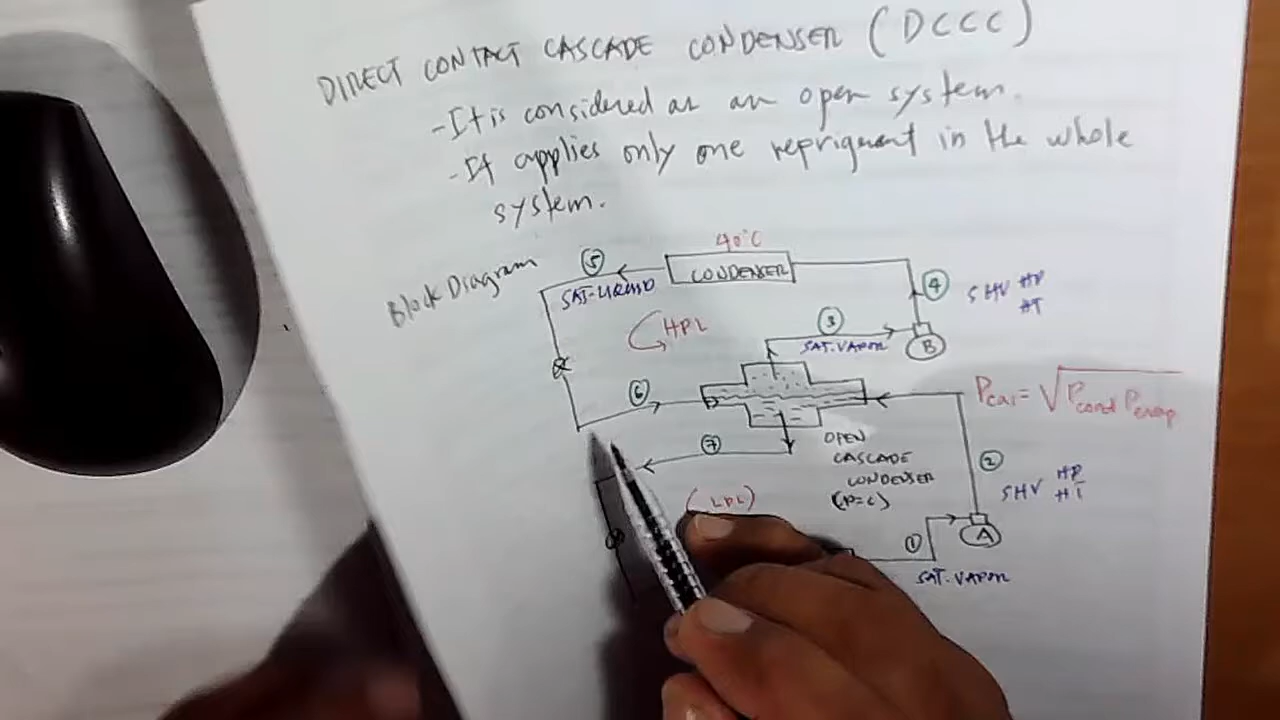 DIRECT CONTACT CASCADE CONDENSER (DCCC)
- It is considered as an open system.
- It applies only one repriguent in the whole
system.
Block Diagram
40°C
CONDENSER
5
SAT-LIQUID
4
SHV HP
HT
HPL
3
SAT. VAPOR
B
6
Pcas = √Pcond Pevap
7
OPEN
CASCADE
CONDENSER
(P=C)
2
SHV HP
HT
(LPL)
1
A
SAT. VAPOR